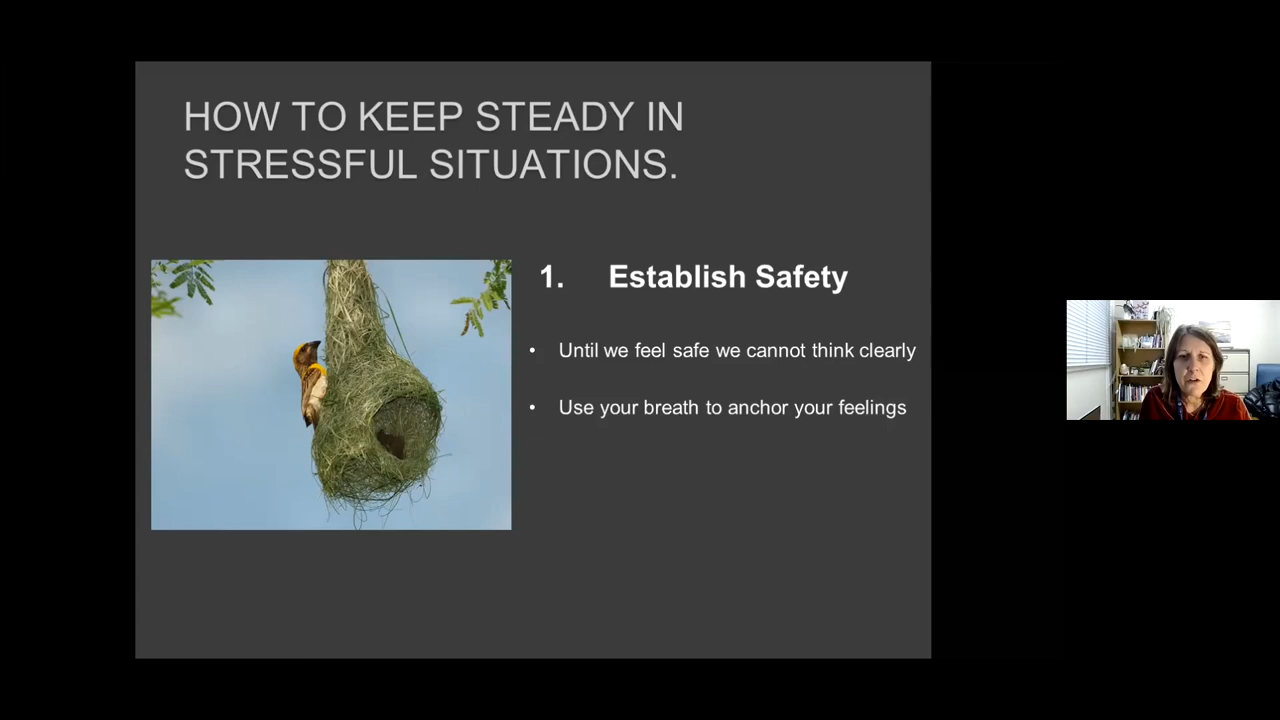 HOW TO KEEP STEADY IN
STRESSFUL SITUATIONS.
1. Establish Safety
• Until we feel safe we cannot think clearly
• Use your breath to anchor your feelings